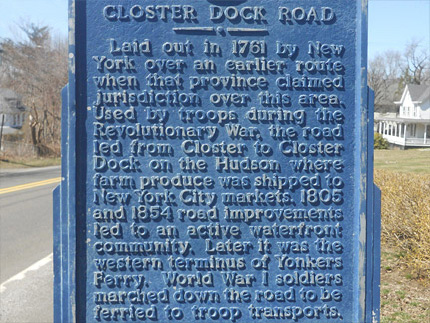 CLOSTER DOCK ROAD
Laid out in 1761 by New
York over an earlier route
when that province claimed
jurisdiction over this area.
Used by troops during the
Revolutionary War, the road
led from Closter to Closter
Dock on the Hudson where
farm produce was shipped to
New York City markets. 1805
and 1854 road improvements
led to an active waterfront
community. Later it was the
western terminus of Yonkers
Ferry. World War I soldiers
marched down the road to be
ferried to troop transports.